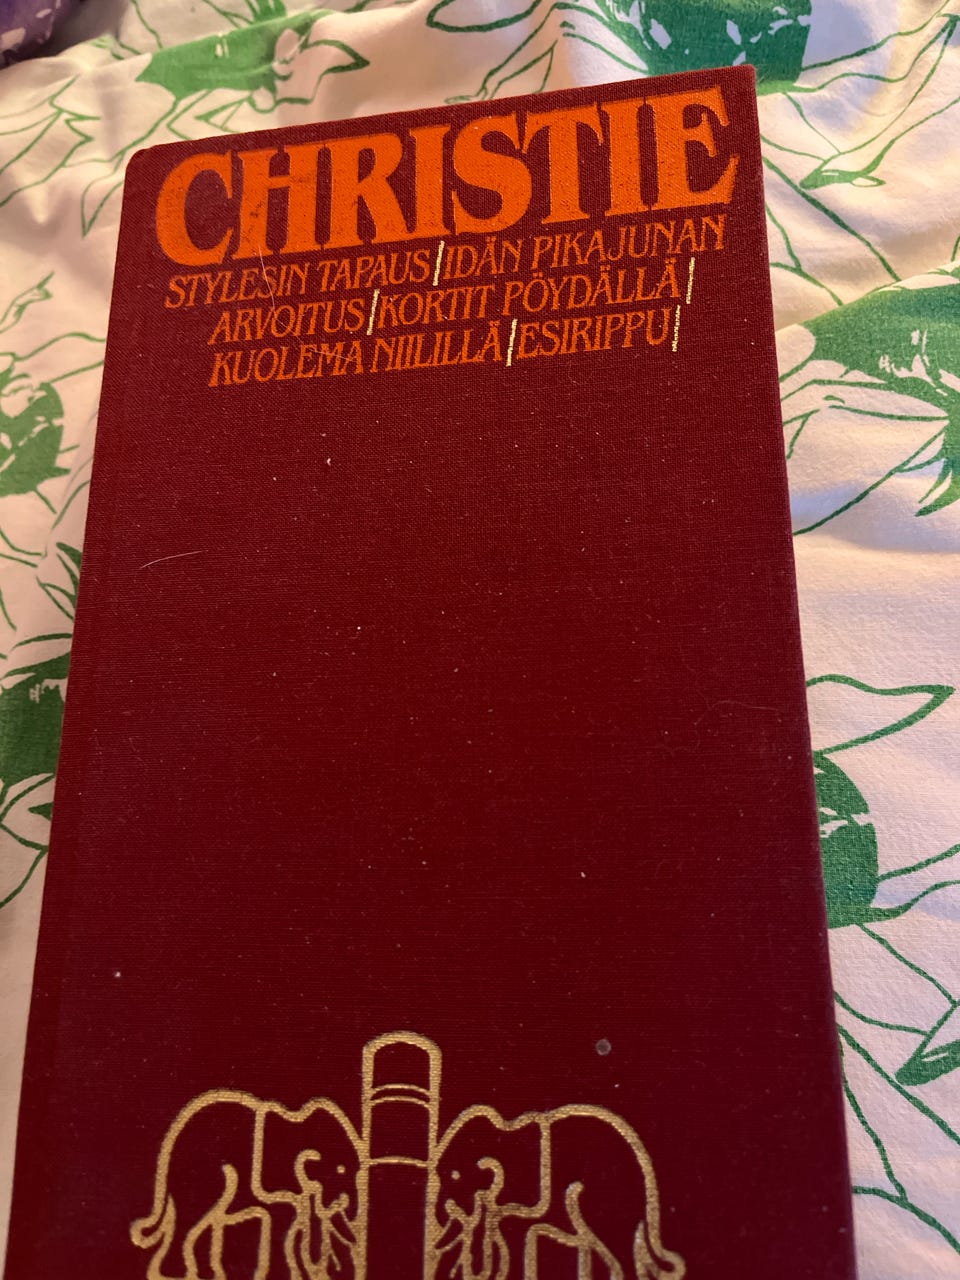 CHRISTIE
STYLESIN TAPAUS/IDÄN PIKAJUNAN
ARVOITUS/KORTIT PÖYDÄLLÄ/
KUOLEMA NIILILLÄ/ESIRIPPU/